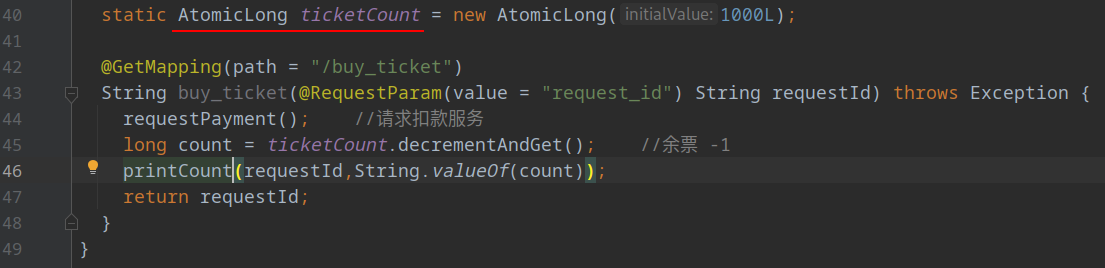 40 static AtomicLong ticketCount = new AtomicLong( initialValue: 1000L);
41
42 @GetMapping(path = "/buy_ticket")
43 String buy_ticket(@RequestParam(value = "request_id") String requestId) throws Exception {
44 requestPayment(); //请求扣款服务
45 long count = ticketCount.decrementAndGet(); //余票 -1
46 printCount(requestId,String.valueOf(count));
47 return requestId;
48 }
49 }